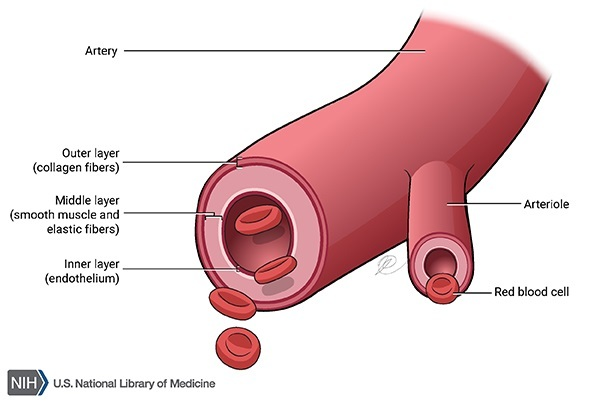 Artery
Outer layer
(collagen fibers)
Middle layer
(smooth muscle and
elastic fibers)
Inner layer
(endothelium)
Arteriole
Red blood cell
NIH U.S. National Library of Medicine